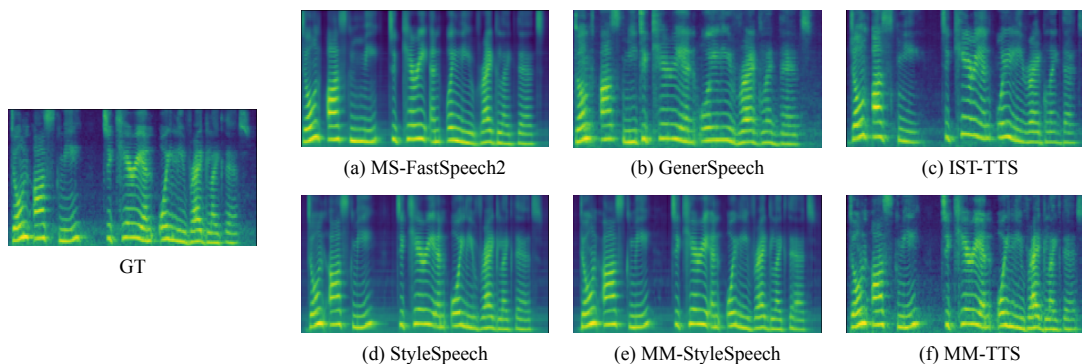 (a) MS-FastSpeech2
(b) GenerSpeech
(c) IST-TTS
GT
(d) StyleSpeech
(e) MM-StyleSpeech
(f) MM-TTS